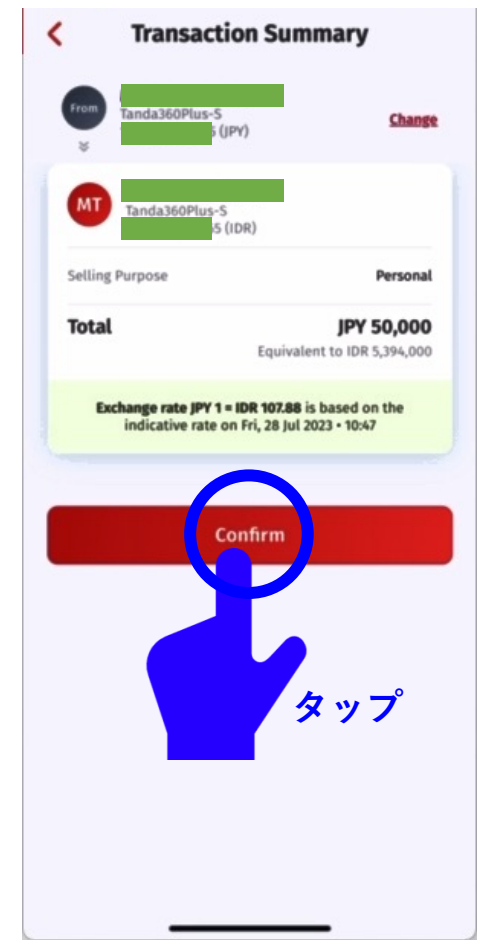 Transaction Summary
From
Tanda360Plus-S
(JPY)
Change
MT
Tanda360Plus-S
5 (IDR)
Selling Purpose
Personal
Total
JPY 50,000
Equivalent to IDR 5,394,000
Exchange rate JPY 1 = IDR 107.88 is based on the
indicative rate on Fri, 28 Jul 2023 • 10:47
Confirm
タップ